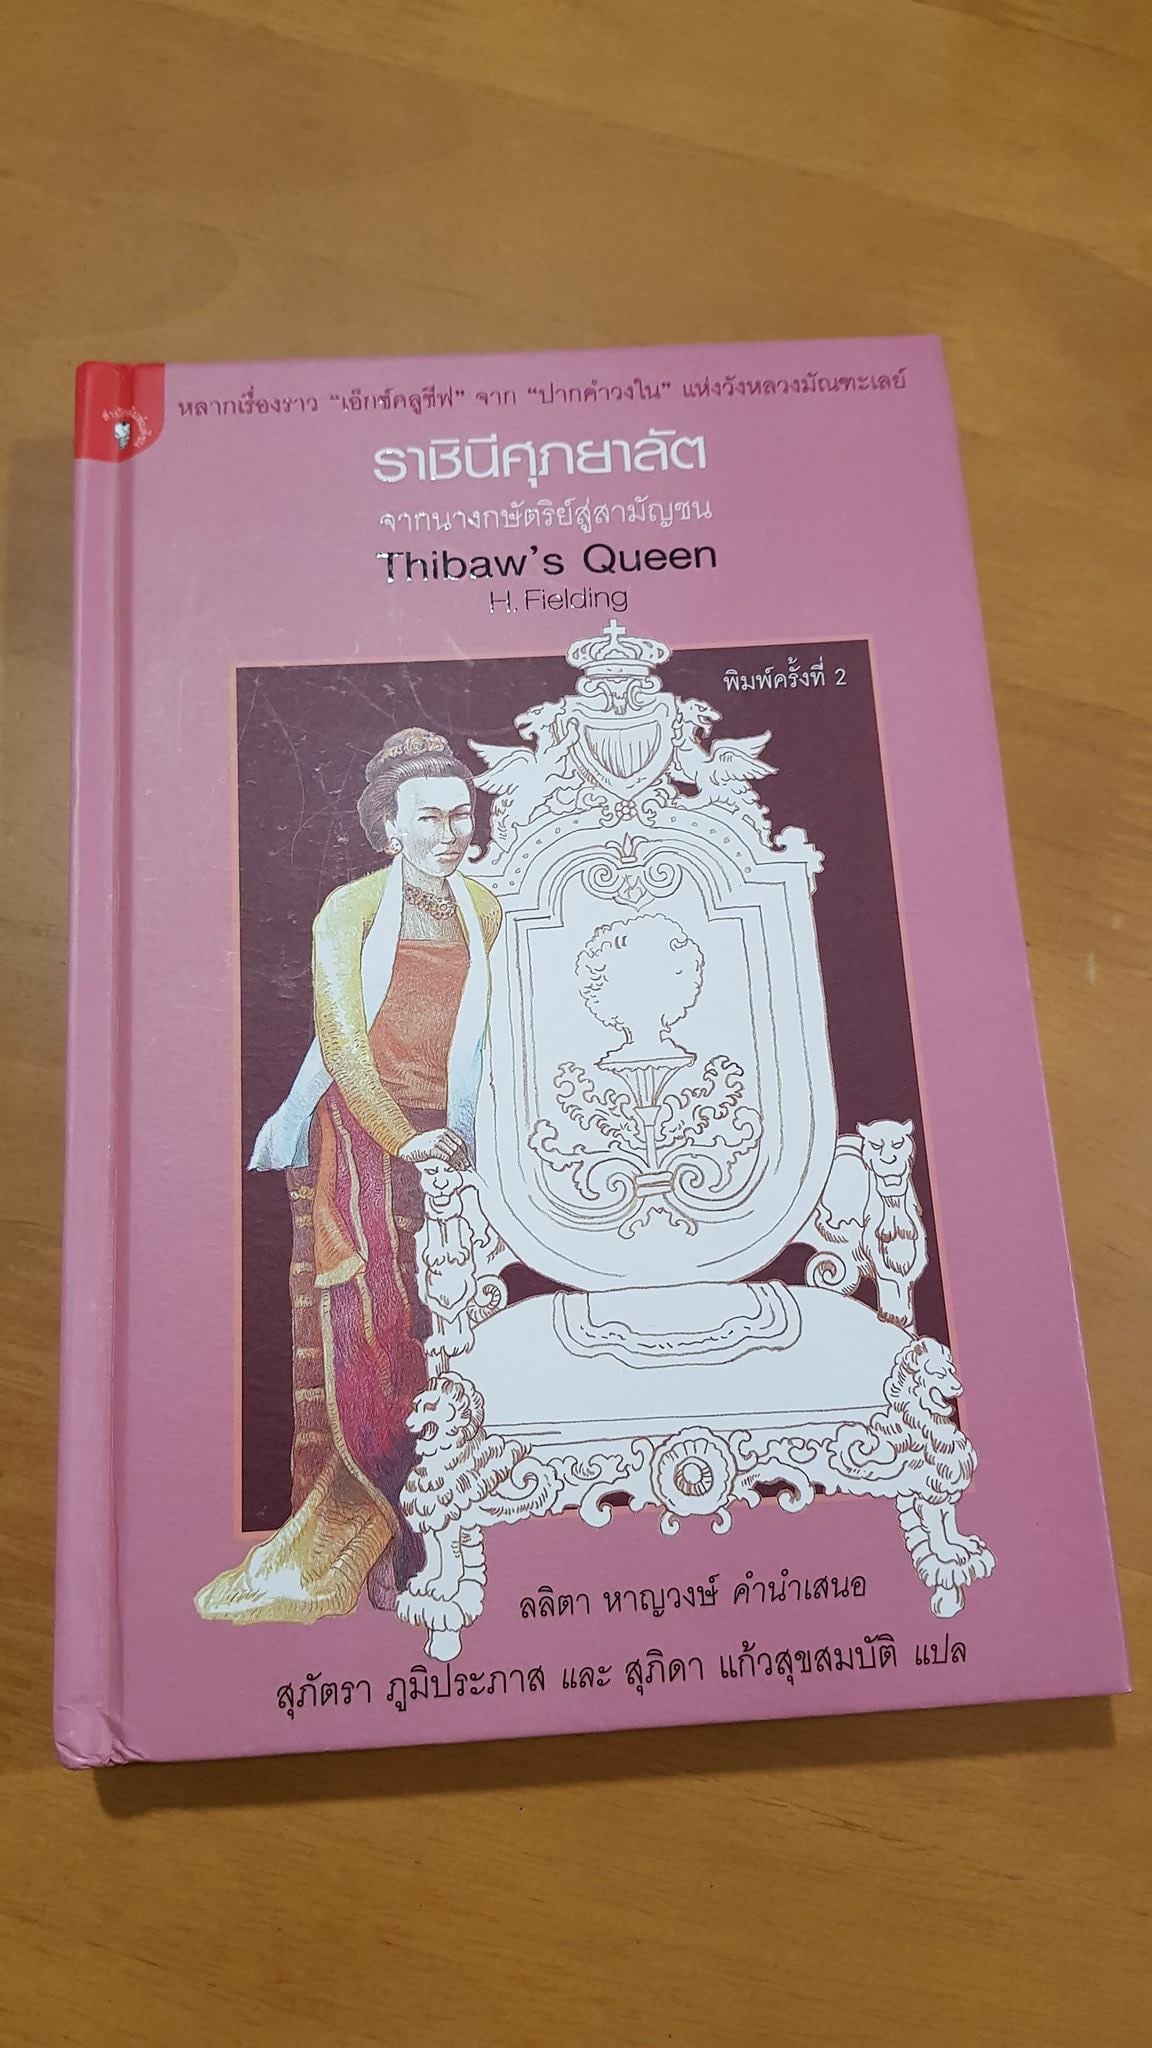 หลากเรื่องราว "เอ็กซ์คลูซีฟ" จาก "ปากคำวงใน" แห่งวังหลวงมัณฑะเลย์
ราชินีศุภยาลัต
จากนางกษัตริย์สู่สามัญชน
Thibaw's Queen
H. Fielding
พิมพ์ครั้งที่ 2
ลลิตา หาญวงษ์ คำนำเสนอ
สุภัตรา ภูมิประภาส และ สุภิดา แก้วสุขสมบัติ แปล